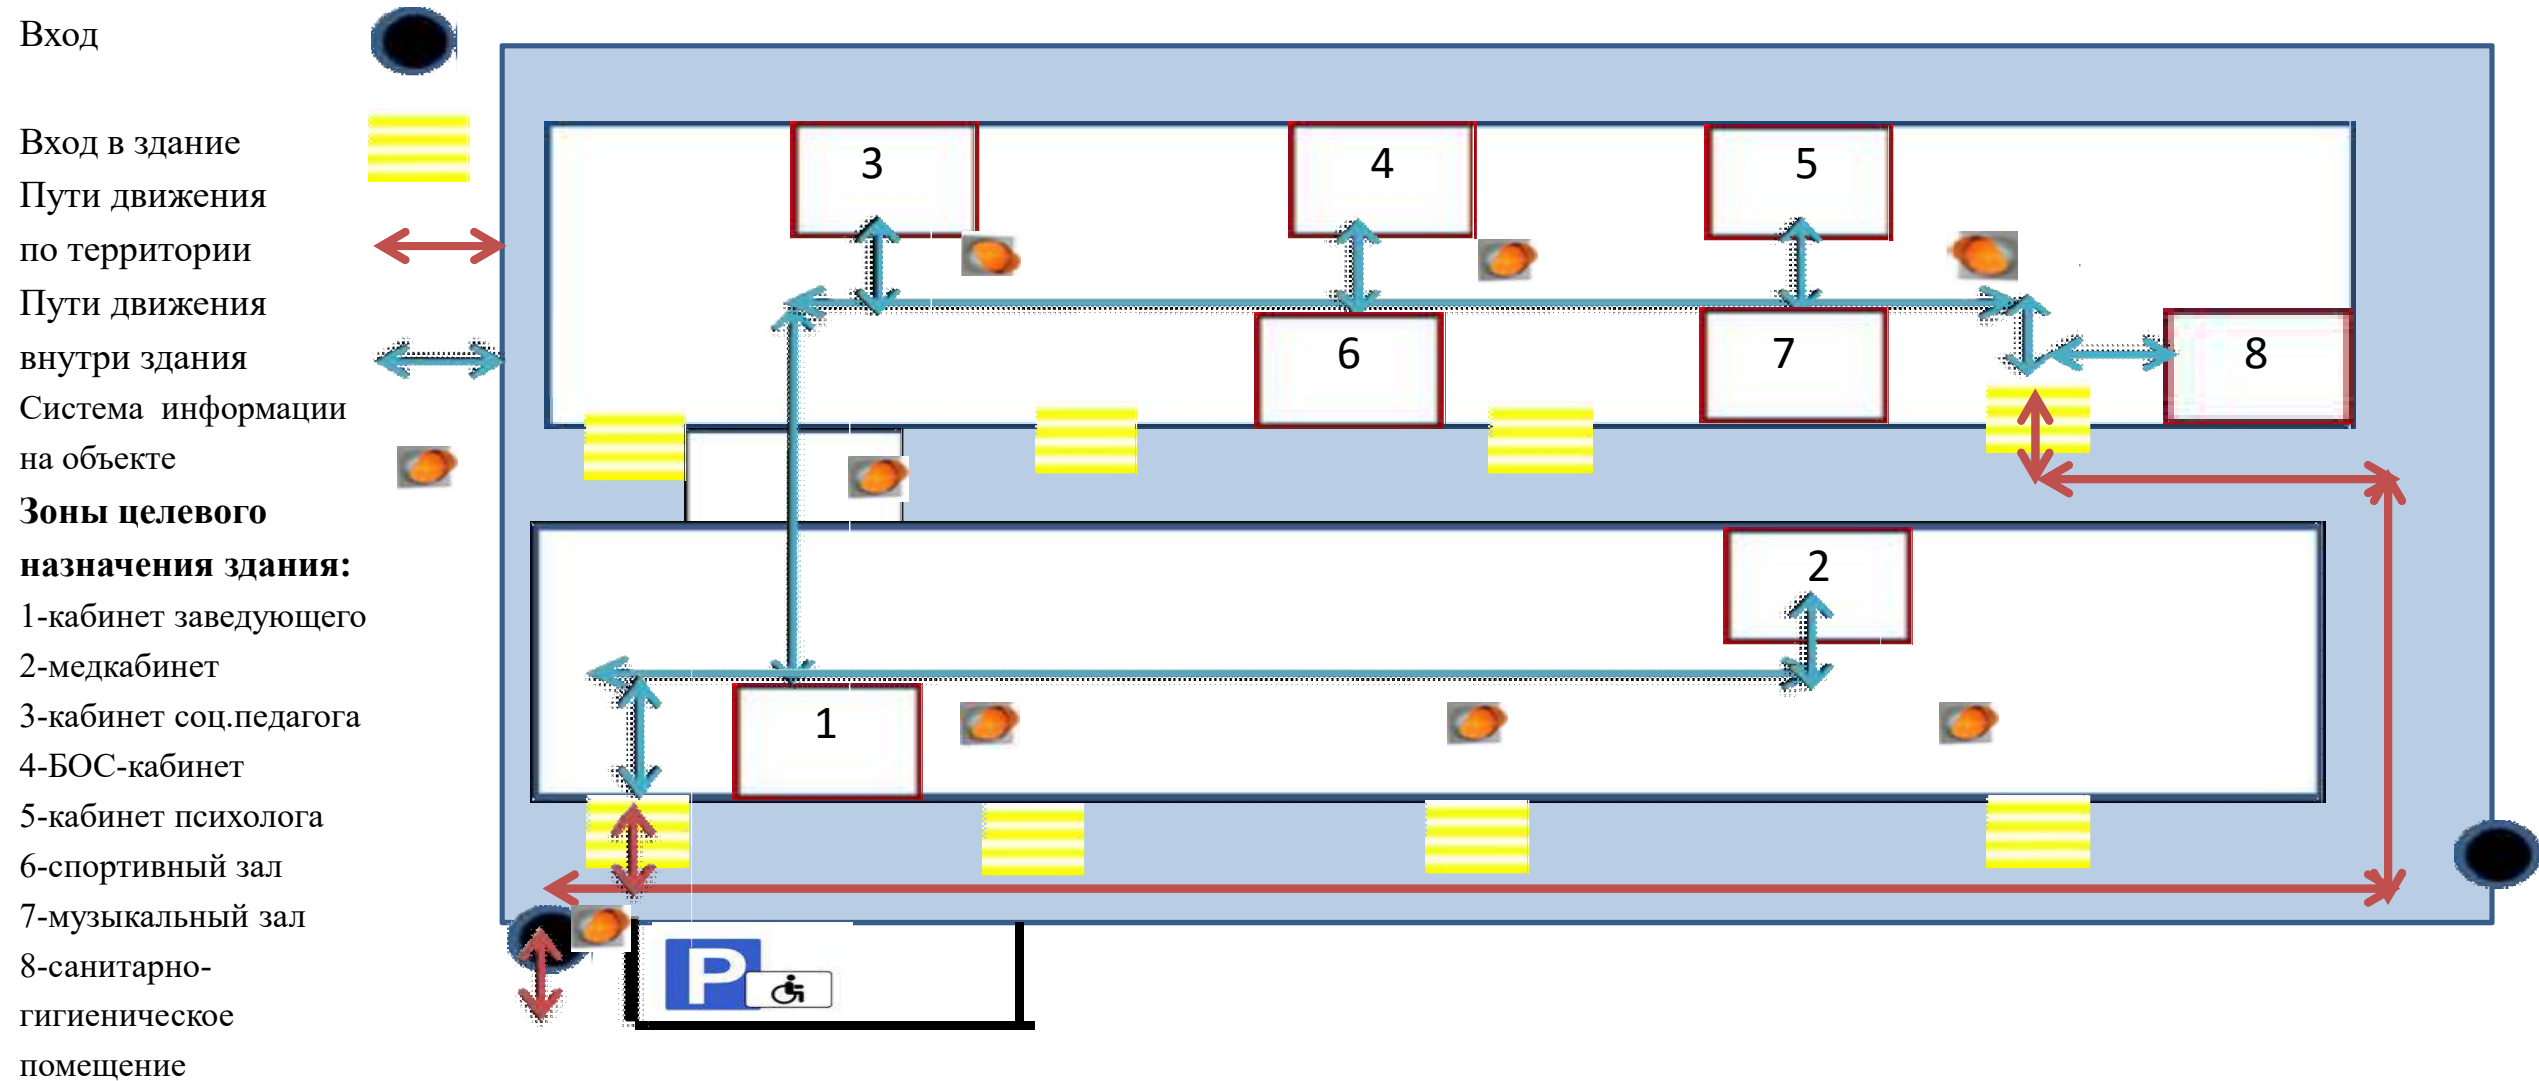 Вход
Вход в здание
Пути движения
по территории
Пути движения
внутри здания
Система информации
на объекте
Зоны целевого
назначения здания:
1-кабинет заведующего
2-медкабинет
3-кабинет соц.педагога
4-БОС-кабинет
5-кабинет психолога
6-спортивный зал
7-музыкальный зал
8-санитарно-
гигиеническое
помещение
3
4
5
6
7
8
2
1
P